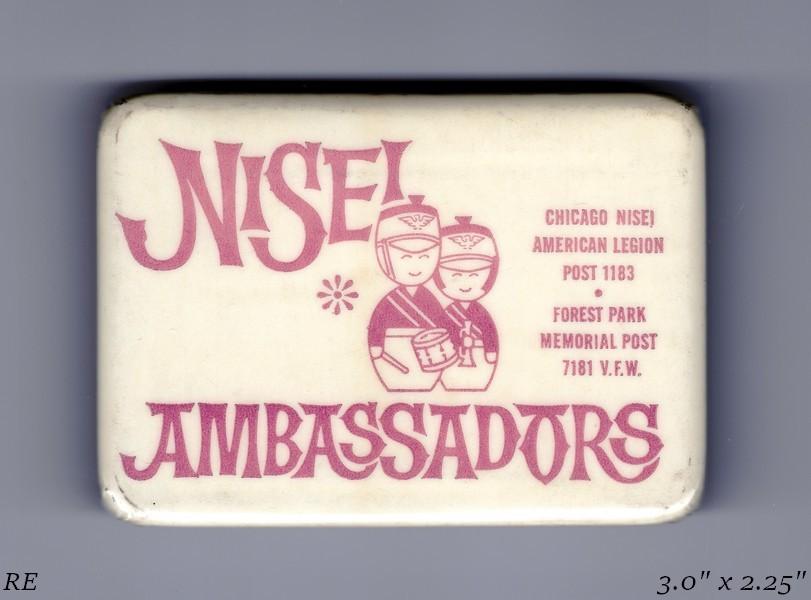 NISEI
CHICAGO NISEI
AMERICAN LEGION
POST 1183
•
FOREST PARK
MEMORIAL POST
7181 V.F.W.
AMBASSADORS
RE
3.0" x 2.25"